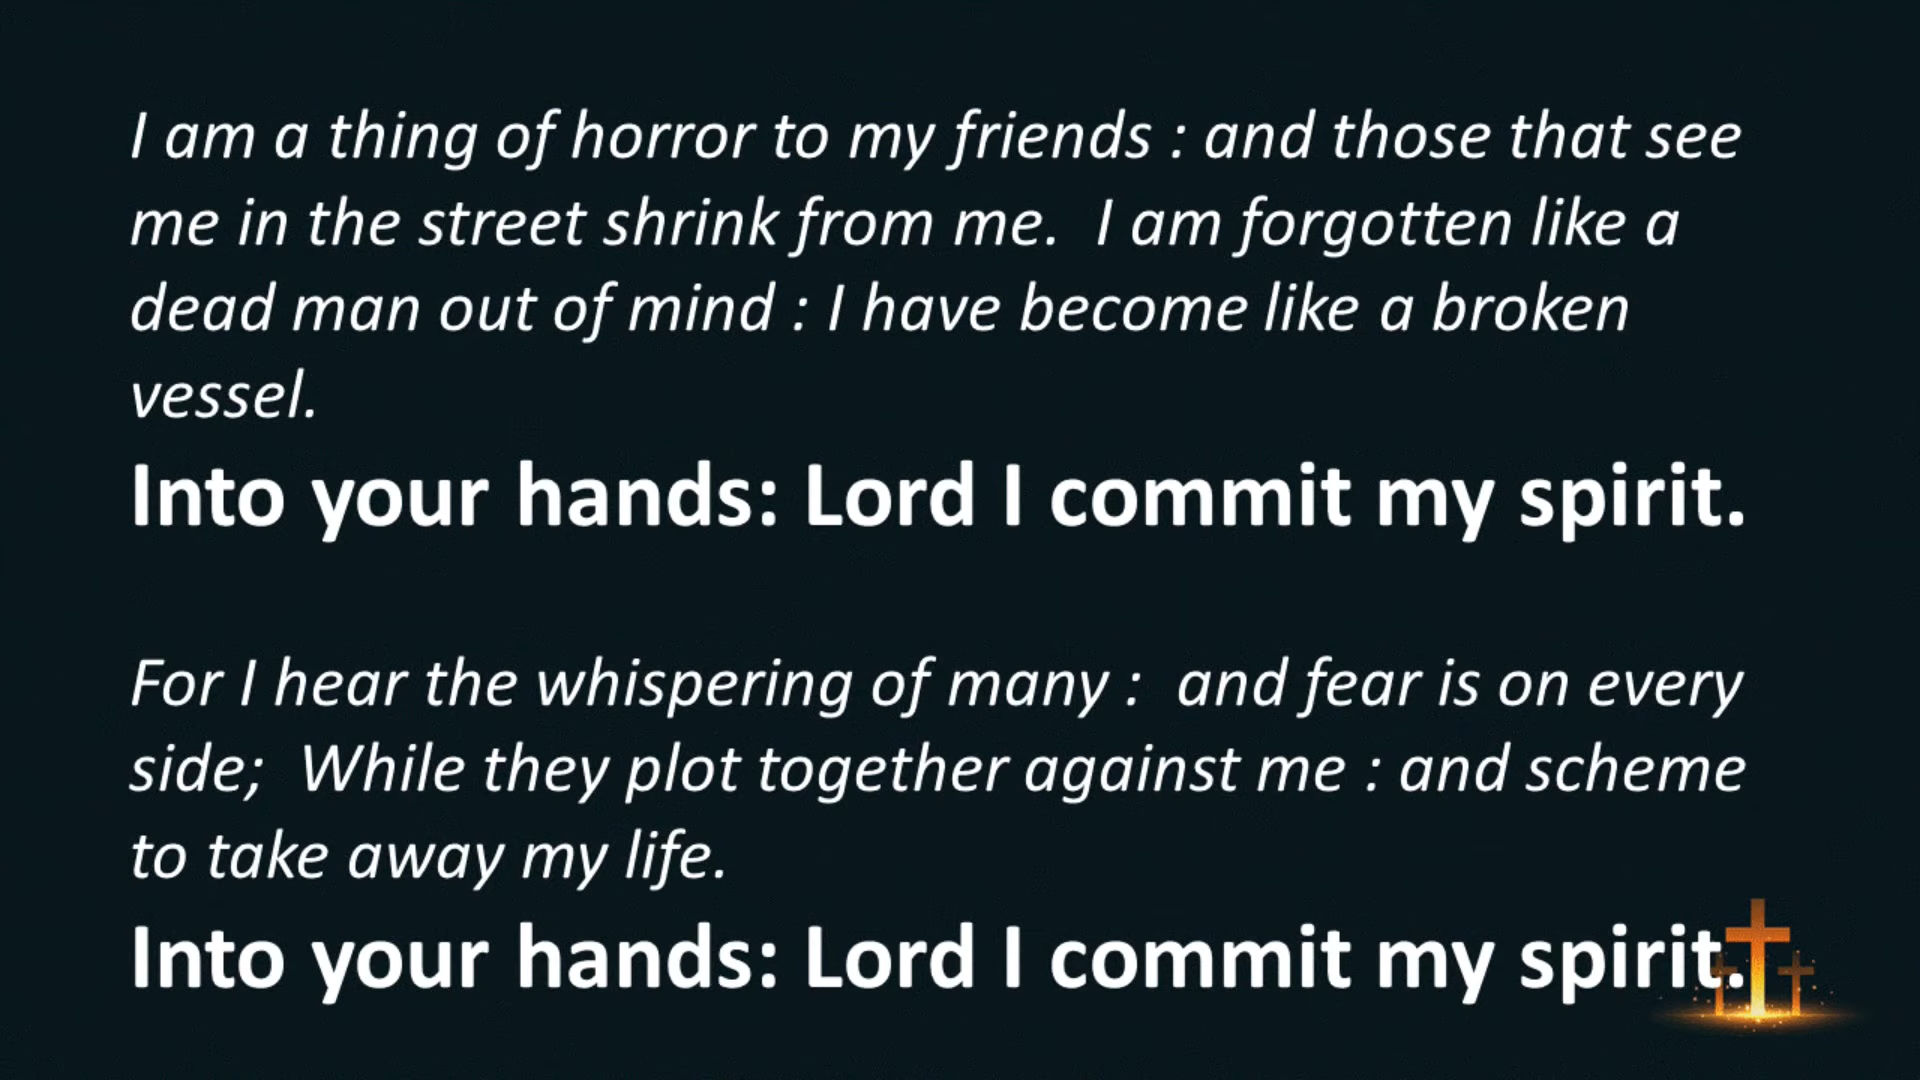 I am a thing of horror to my friends : and those that see
me in the street shrink from me.  I am forgotten like a
dead man out of mind : I have become like a broken
vessel.
Into your hands: Lord I commit my spirit.
For I hear the whispering of many :  and fear is on every
side;  While they plot together against me : and scheme
to take away my life.
Into your hands: Lord I commit my spirit.